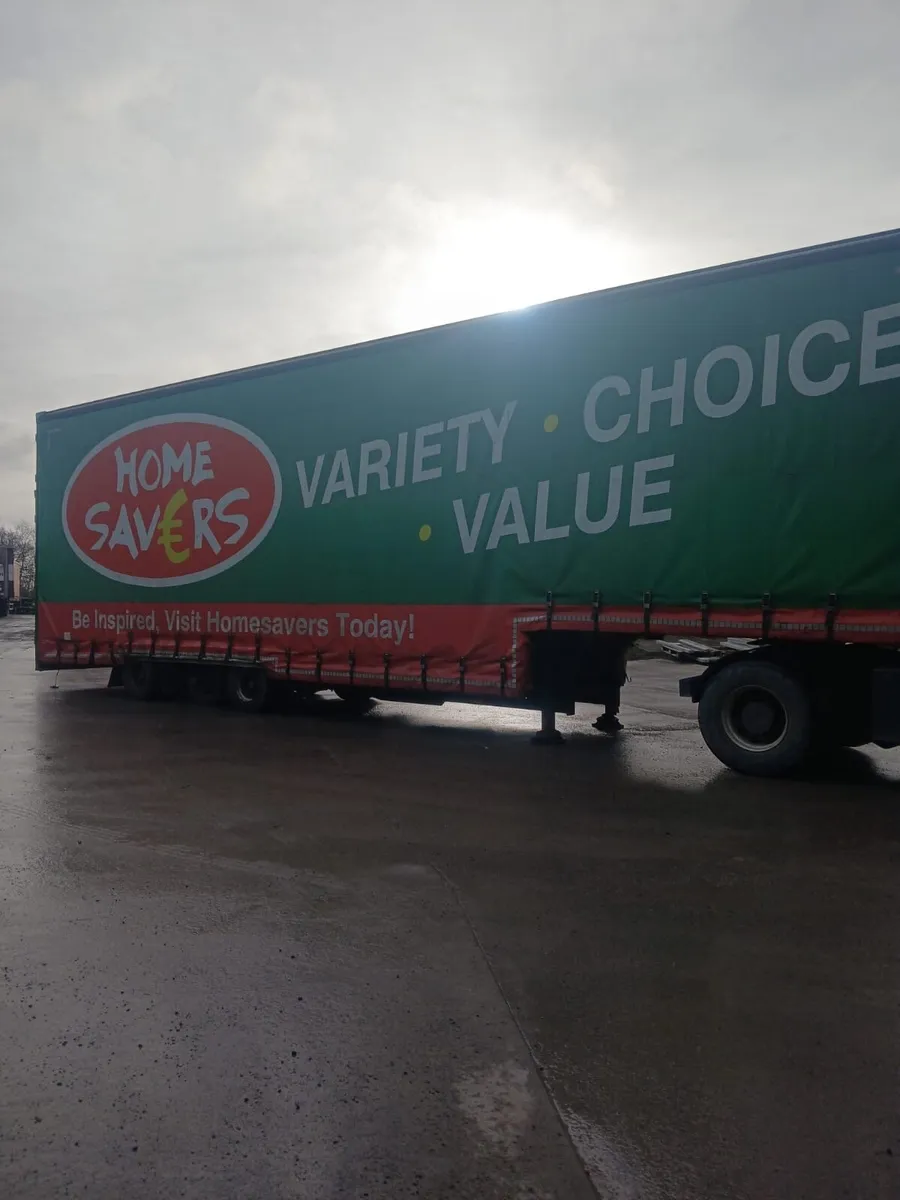 HOME
SAV€RS
VARIETY • CHOICE
• VALUE
Be Inspired. Visit Homesavers Today!